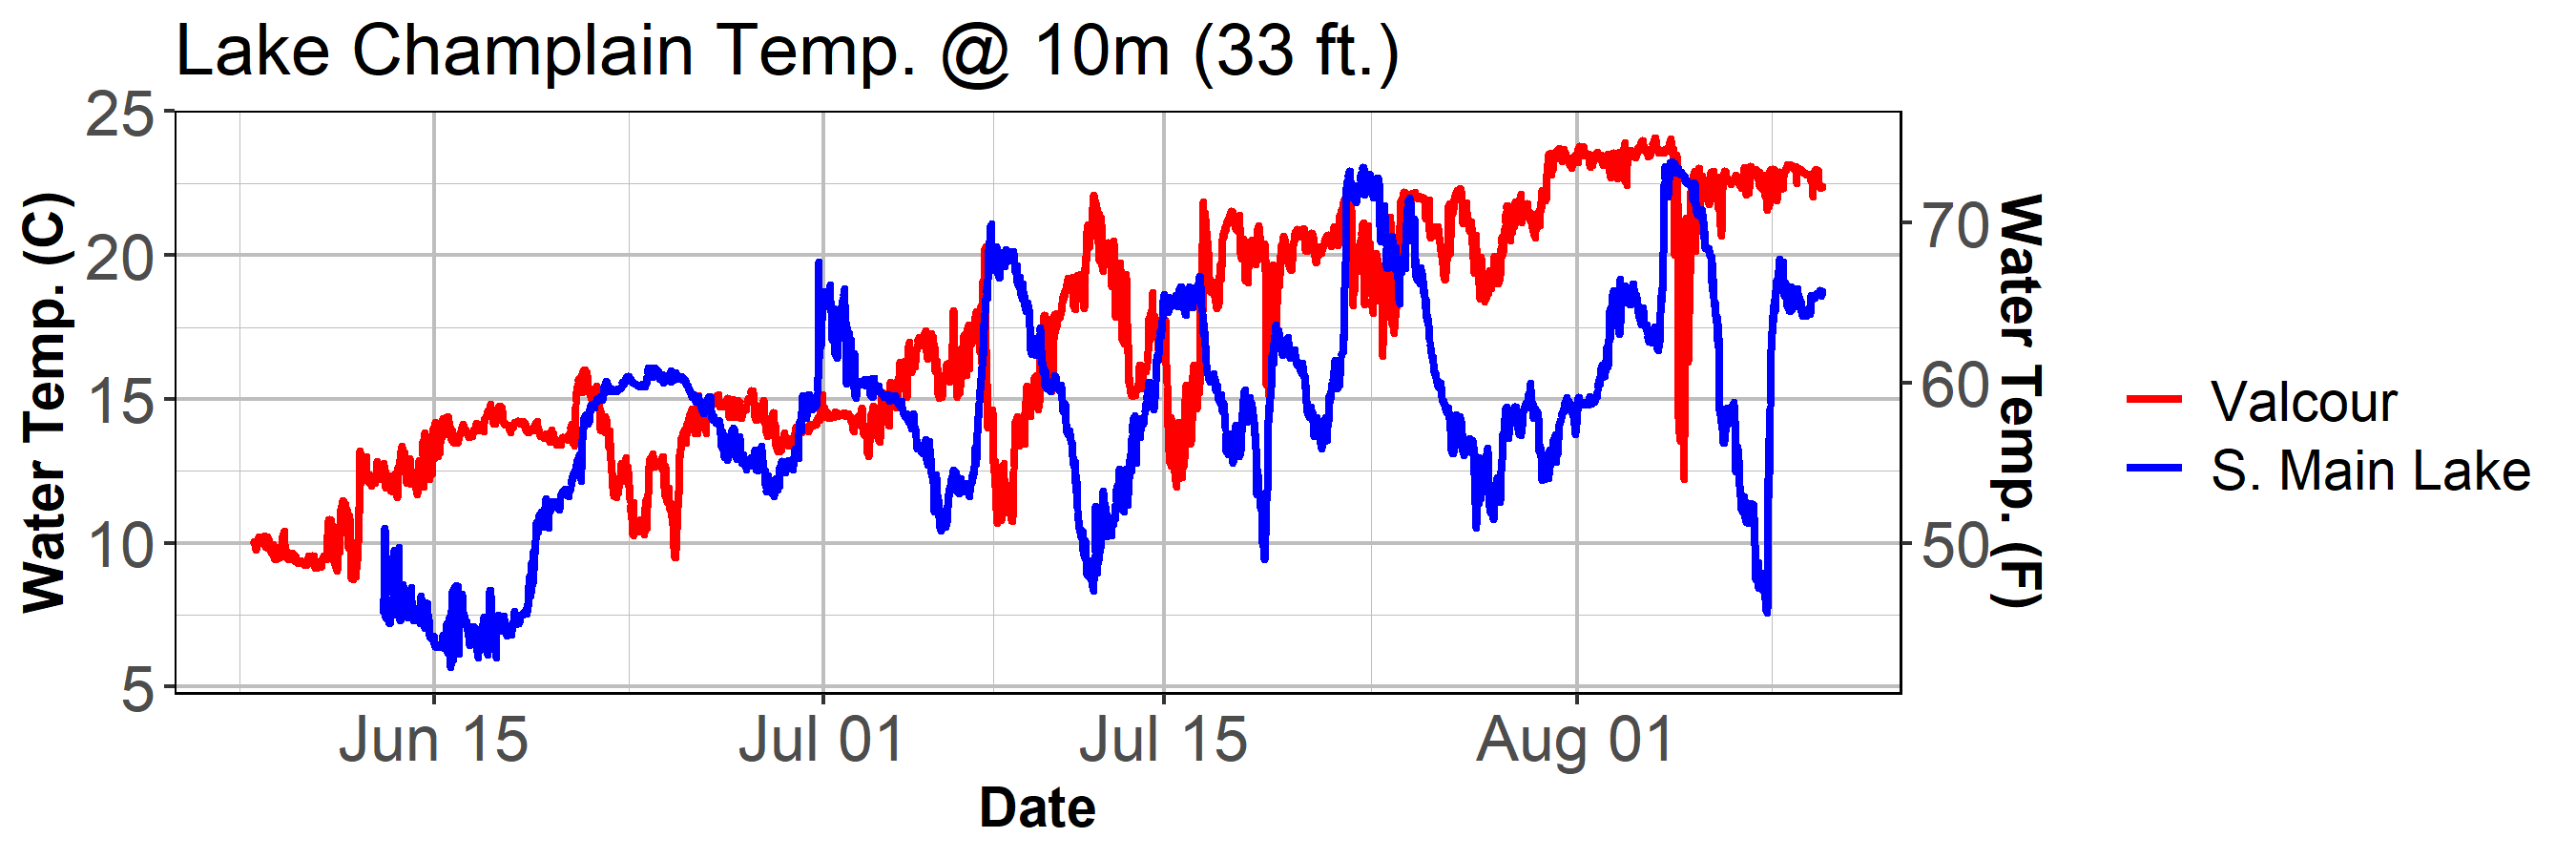 Lake Champlain Temp. @ 10m (33 ft.)
25
20
15
10
5
Water Temp. (C)
70
60
50
Water Temp. (F)
Jun 15
Jul 01
Jul 15
Aug 01
Date
Valcour
S. Main Lake